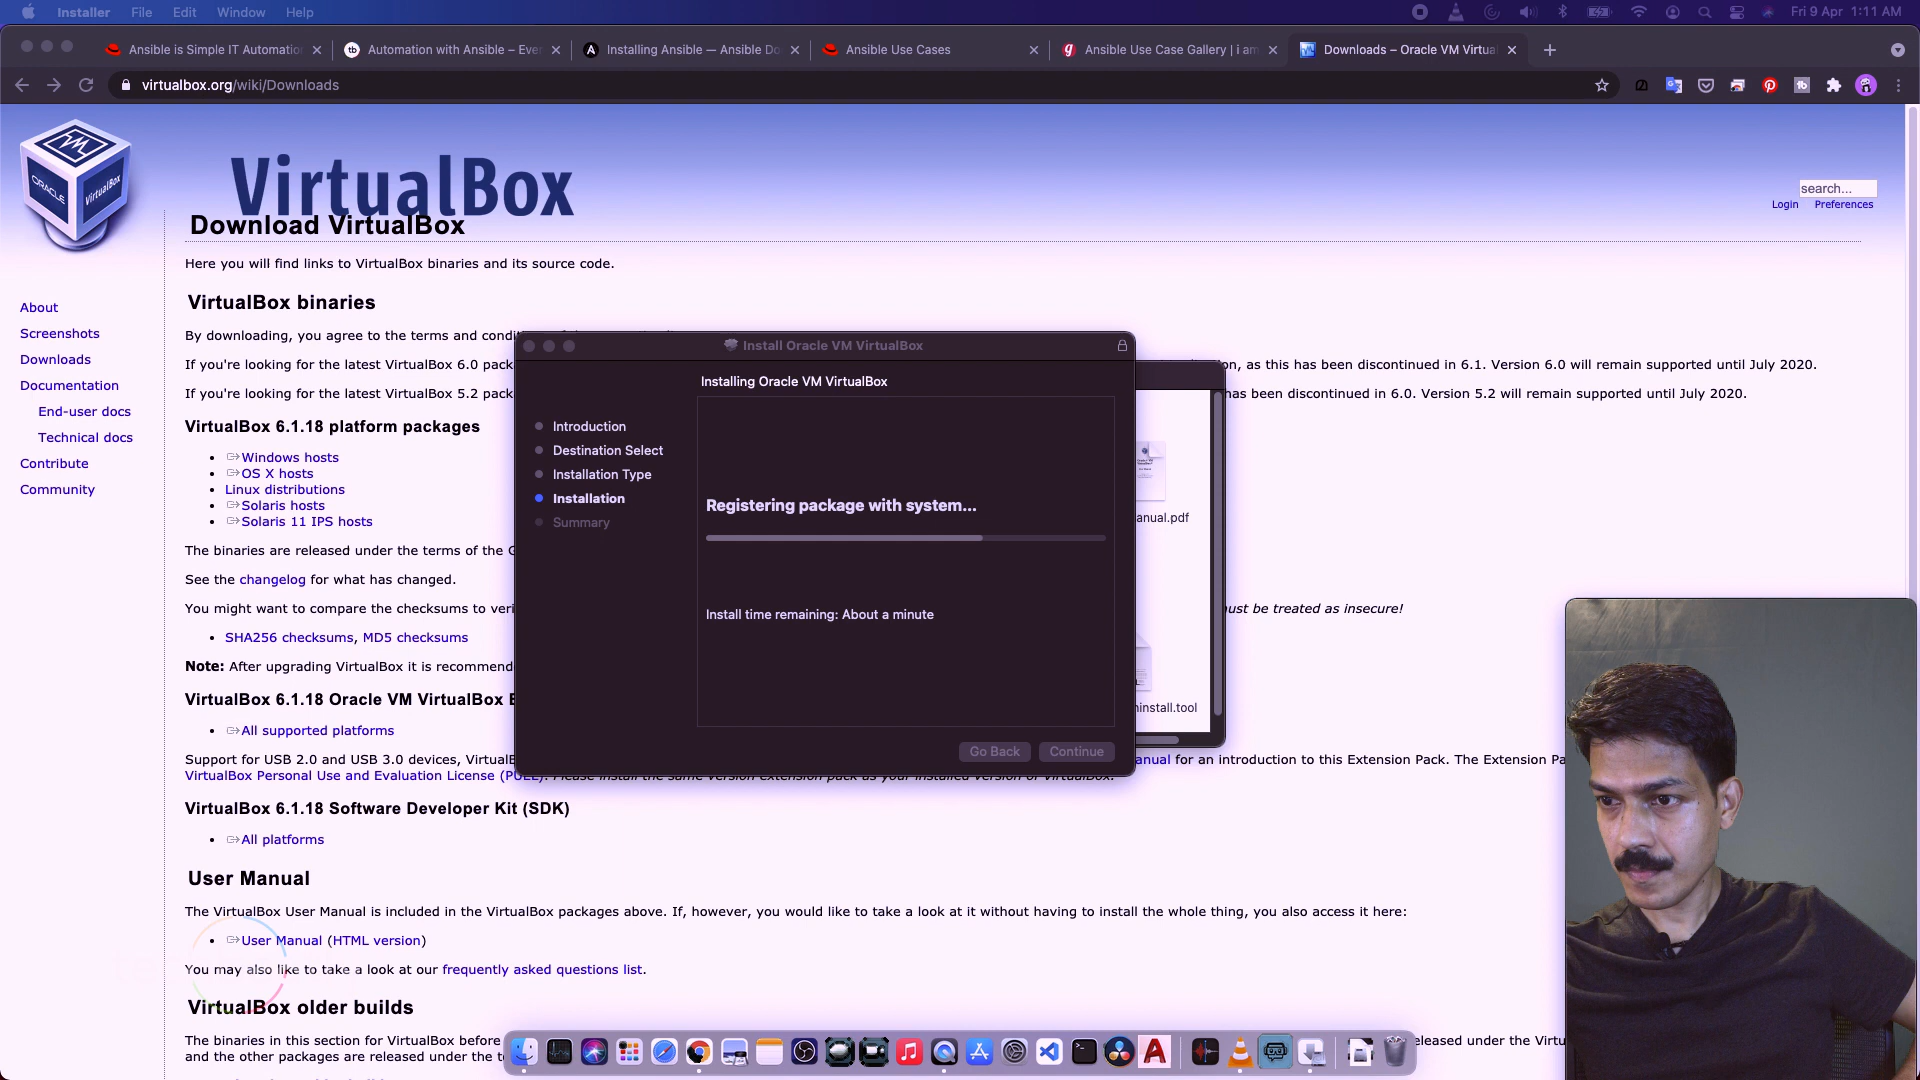 Installer File Edit Window Help
Fri 9 Apr 1:11 AM
Ansible is Simple IT Automation
Automation with Ansible – Ever
Installing Ansible — Ansible Do
Ansible Use Cases
Ansible Use Case Gallery | i am
Downloads – Oracle VM Virtual
virtualbox.org/wiki/Downloads
VirtualBox
search...
Login Preferences
Download VirtualBox
Here you will find links to VirtualBox binaries and its source code.
About
Screenshots
Downloads
Documentation
End-user docs
Technical docs
Contribute
Community
VirtualBox binaries
By downloading, you agree to the terms and condit
If you're looking for the latest VirtualBox 6.0 pack
on, as this has been discontinued in 6.1. Version 6.0 will remain supported until July 2020.
If you're looking for the latest VirtualBox 5.2 pack
has been discontinued in 6.0. Version 5.2 will remain supported until July 2020.
VirtualBox 6.1.18 platform packages
Windows hosts
OS X hosts
Linux distributions
Solaris hosts
Solaris 11 IPS hosts
The binaries are released under the terms of the G
See the changelog for what has changed.
You might want to compare the checksums to veri
ust be treated as insecure!
SHA256 checksums, MD5 checksums
Note: After upgrading VirtualBox it is recommend
VirtualBox 6.1.18 Oracle VM VirtualBox E
All supported platforms
Support for USB 2.0 and USB 3.0 devices, VirtualB
anual for an introduction to this Extension Pack. The Extension Pa
VirtualBox Personal Use and Evaluation License (PUEL). Please install the same version extension pack as your installed version of VirtualBox.
VirtualBox 6.1.18 Software Developer Kit (SDK)
All platforms
User Manual
The VirtualBox User Manual is included in the VirtualBox packages above. If, however, you would like to take a look at it without having to install the whole thing, you also access it here:
User Manual (HTML version)
You may also like to take a look at our frequently asked questions list.
VirtualBox older builds
The binaries in this section for VirtualBox before
eleased under the Virtu
and the other packages are released under the t
Install Oracle VM VirtualBox
Installing Oracle VM VirtualBox
Introduction
Destination Select
Installation Type
Installation
Summary
Registering package with system...
Install time remaining: About a minute
Go Back Continue
anual.pdf
ninstall.tool